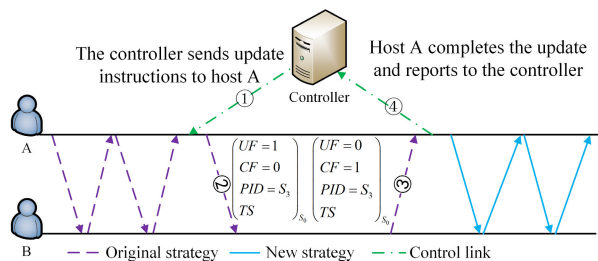 The controller sends update
instructions to host A
Host A completes the update
and reports to the controller
Controller
①
④
A
②
UF = 1
CF = 0
PID = S₃
TS
S₀
UF = 0
CF = 1
PID = S₃
TS
S₀
③
B
Original strategy
New strategy
Control link